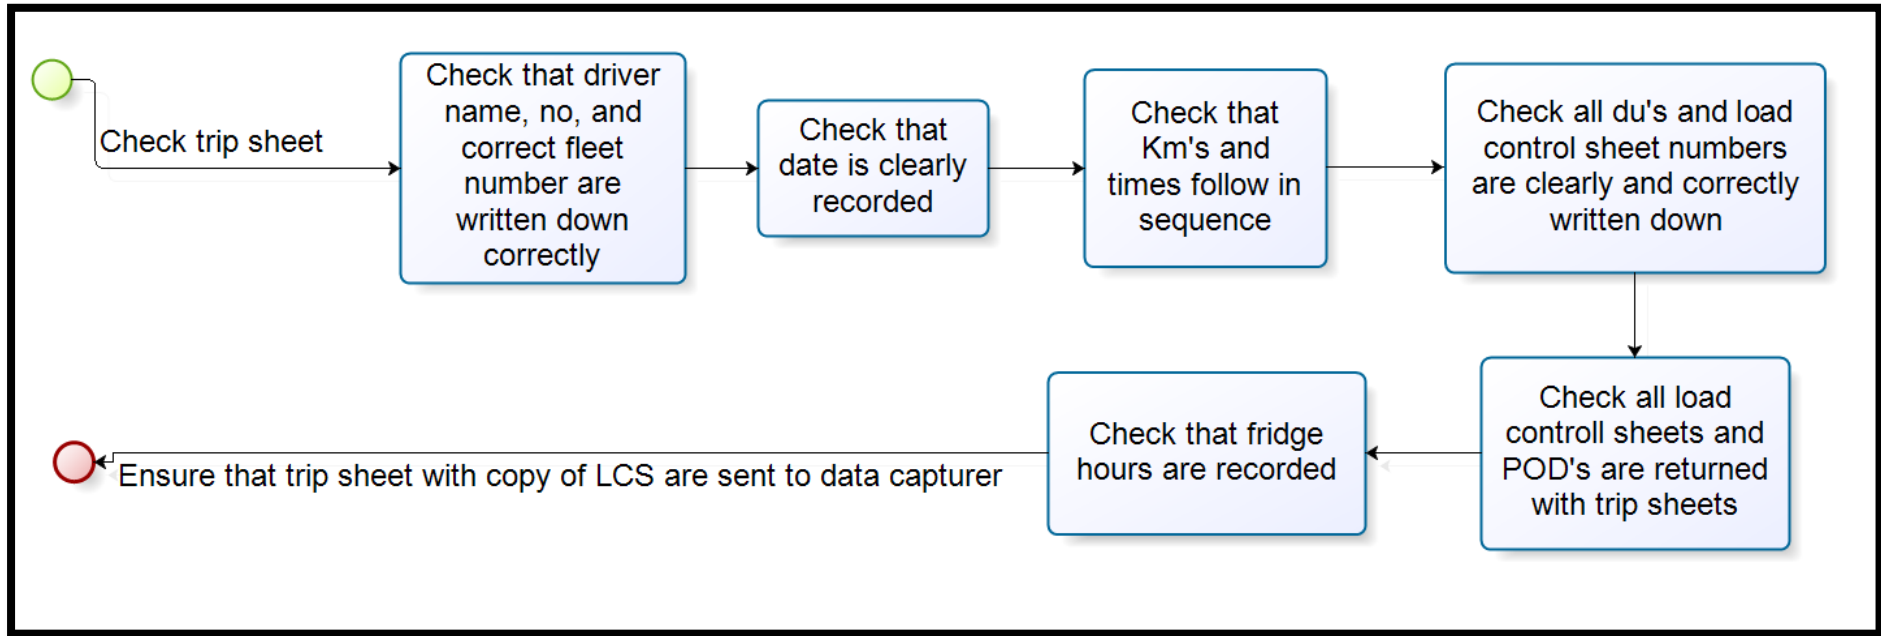 Check trip sheet
Check that driver
name, no, and
correct fleet
number are
written down
correctly
Check that
date is clearly
recorded
Check that
Km's and
times follow in
sequence
Check all du's and load
control sheet numbers
are clearly and correctly
written down
Check all load
controll sheets and
POD's are returned
with trip sheets
Check that fridge
hours are recorded
Ensure that trip sheet with copy of LCS are sent to data capturer